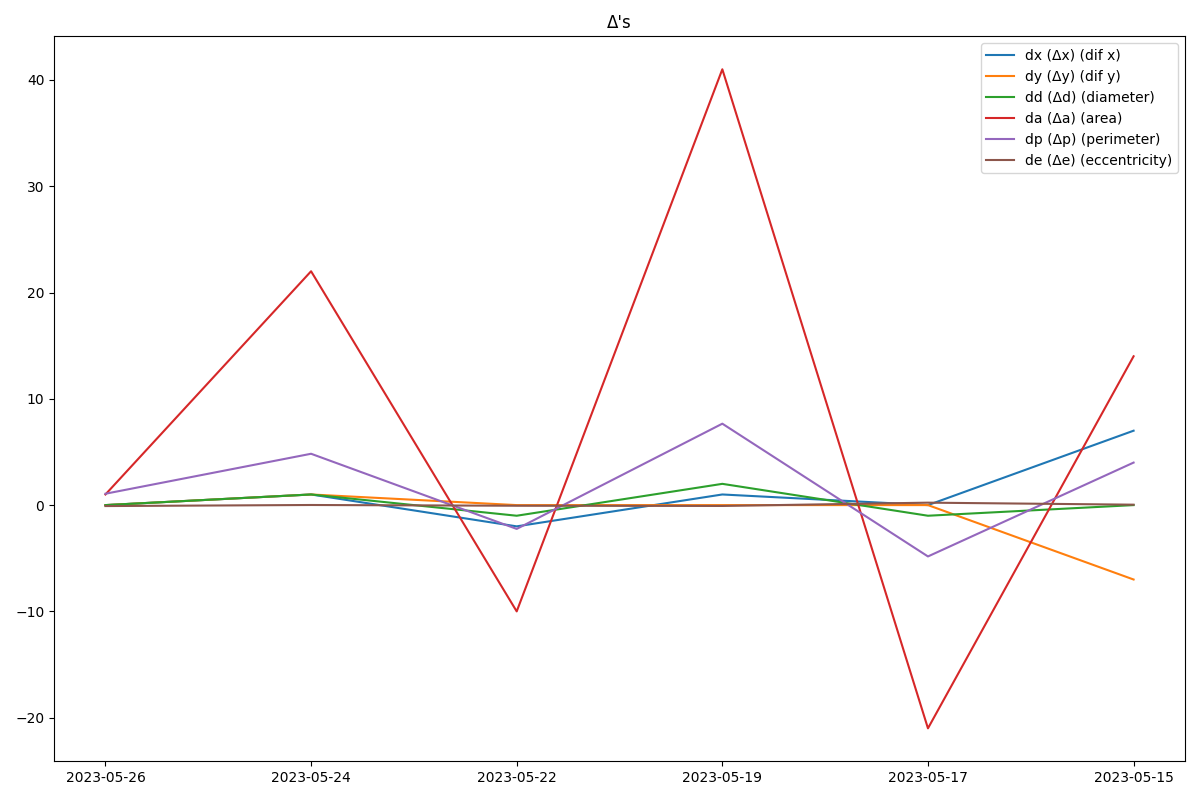 Δ's
dx (Δx) (dif x)
dy (Δy) (dif y)
dd (Δd) (diameter)
da (Δa) (area)
dp (Δp) (perimeter)
de (Δe) (eccentricity)
40
30
20
10
0
−10
−20
2023-05-26
2023-05-24
2023-05-22
2023-05-19
2023-05-17
2023-05-15